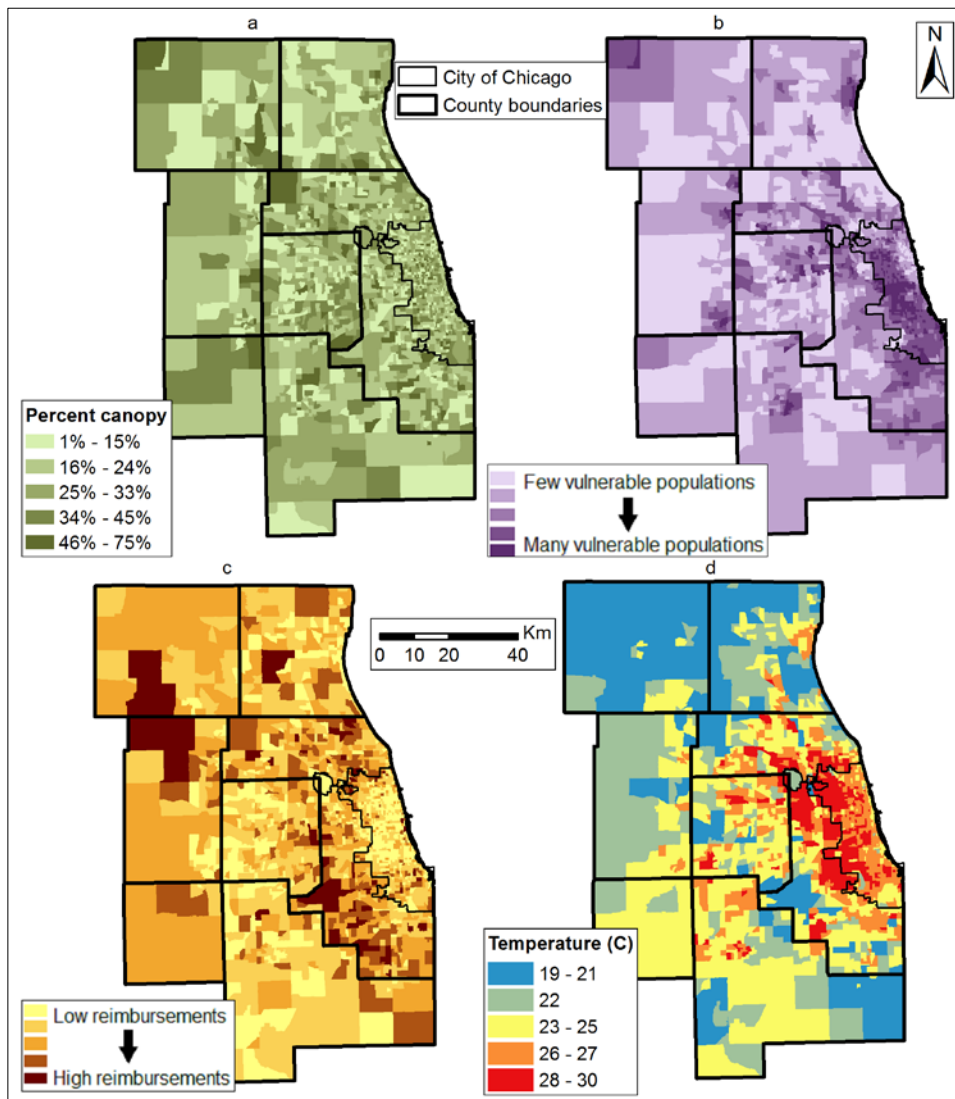 a
b
N
City of Chicago
County boundaries
Percent canopy
1% - 15%
16% - 24%
25% - 33%
34% - 45%
46% - 75%
Few vulnerable populations
Many vulnerable populations
c
d
Km
0 10 20 40
Low reimbursements
High reimbursements
Temperature (C)
19 - 21
22
23 - 25
26 - 27
28 - 30